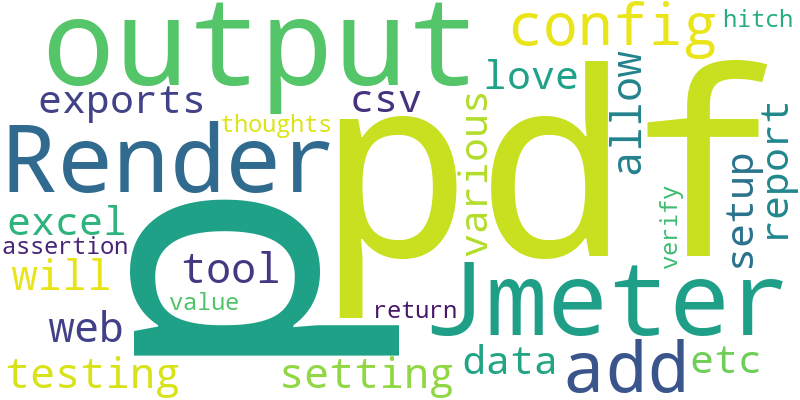 output
config
hitch
love
exports
csv
allow
thoughts
Render
pdf
various
report
setup
verify
p
excel
assertion
will
tool
value
return
Jmeter
web
data
add
etc
testing
setting